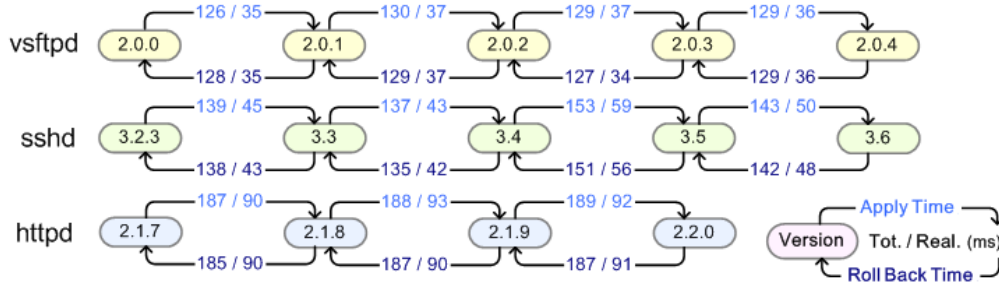 126 / 35 130 / 37 129 / 37 129 / 36
vsftpd 2.0.0 2.0.1 2.0.2 2.0.3 2.0.4
128 / 35 129 / 37 127 / 34 129 / 36
139 / 45 137 / 43 153 / 59 143 / 50
sshd 3.2.3 3.3 3.4 3.5 3.6
138 / 43 135 / 42 151 / 56 142 / 48
187 / 90 188 / 93 189 / 92
httpd 2.1.7 2.1.8 2.1.9 2.2.0
185 / 90 187 / 90 187 / 91
Apply Time
Version Tot. / Real. (ms)
Roll Back Time